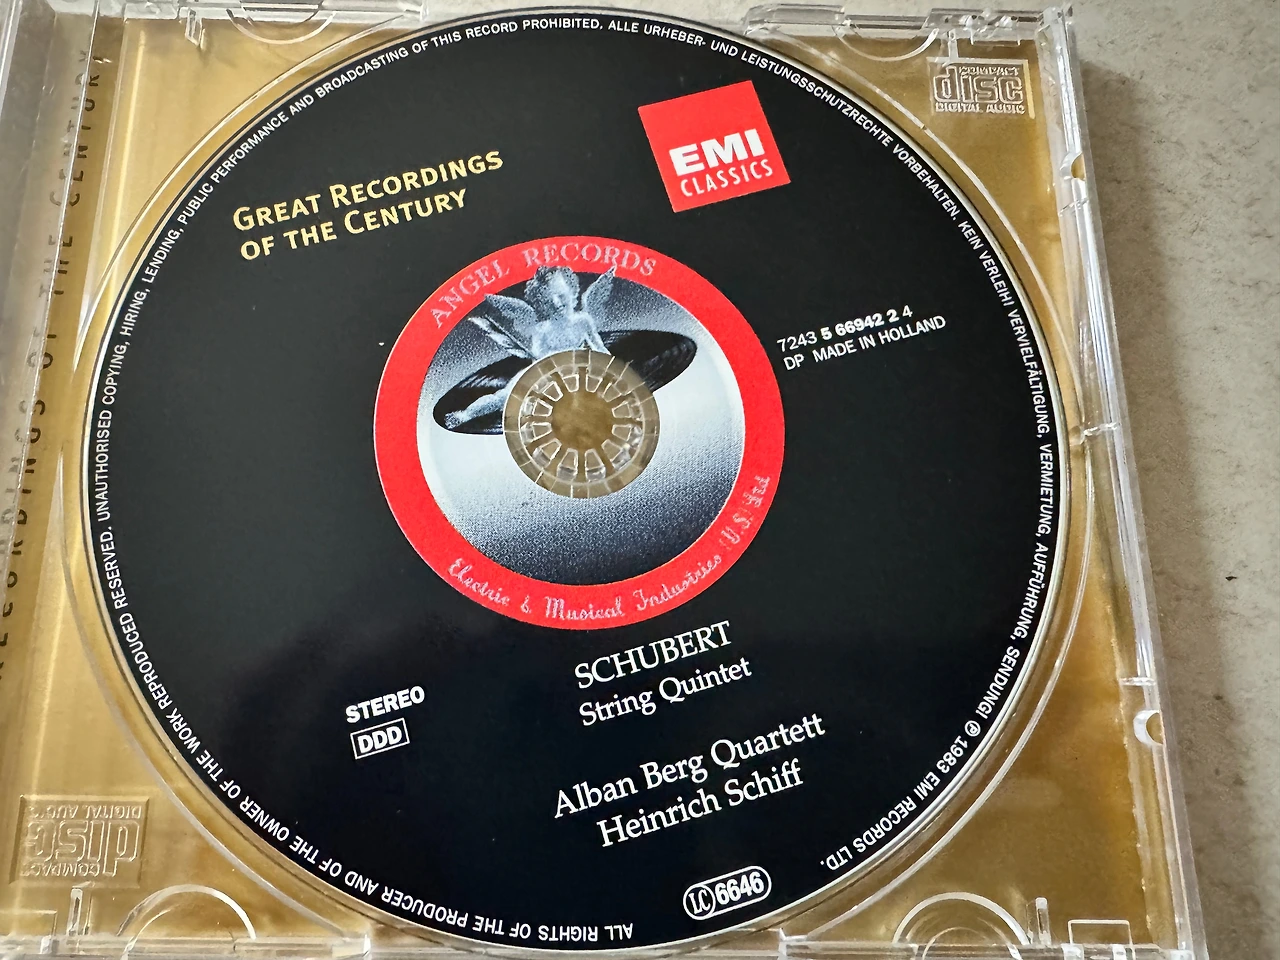 GREAT RECORDINGS
OF THE CENTURY
EMI
CLASSICS
COMPACT
disc
DIGITAL AUDIO
ANGEL RECORDS
Electric & Musical Industries (U.S.) Ltd
7243 5 66942 2 4
DP MADE IN HOLLAND
SCHUBERT
String Quintet
STEREO
DDD
Alban Berg Quartett
Heinrich Schiff
LC 6646
ALL RIGHTS OF THE PRODUCER AND OF THE OWNER OF THE WORK REPRODUCED RESERVED. UNAUTHORISED COPYING, HIRING, LENDING, PUBLIC PERFORMANCE AND BROADCASTING OF THIS RECORD PROHIBITED. ALLE URHEBER- UND LEISTUNGSSCHUTZRECHTE VORBEHALTEN. KEIN VERLEIH! VERVIELFÄLTIGUNG, VERMIETUNG, AUFFÜHRUNG, SENDUNG! ℗ 1983 EMI RECORDS LTD.
RECORDINGS OF THE CENTURY
COMPACT
disc
DIGITAL AUDIO